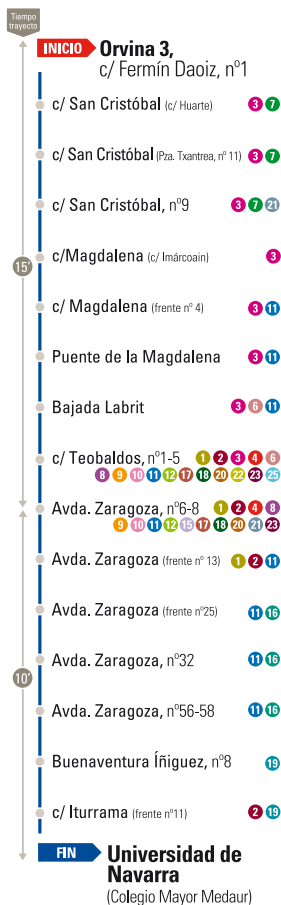 Tiempo
trayecto
INICIO Orvina 3,
c/ Fermín Daoiz, nº1
c/ San Cristóbal (c/ Huarte) 3 7
c/ San Cristóbal (Pza. Txantrea, nº 11) 3 7
c/ San Cristóbal, nº9 3 7 21
c/Magdalena (c/ Imárcoain) 3
15'
c/ Magdalena (frente nº 4) 3 11
Puente de la Magdalena 3 11
Bajada Labrit 3 6 11
c/ Teobaldos, nº1-5 1 2 3 4 6
8 9 10 11 12 17 18 20 22 23 25
Avda. Zaragoza, nº6-8 1 2 4 8
9 10 11 12 15 17 18 20 21 23
Avda. Zaragoza (frente nº 13) 1 2 11
Avda. Zaragoza (frente nº25) 11 16
Avda. Zaragoza, nº32 11 16
10'
Avda. Zaragoza, nº56-58 11 16
Buenaventura Íñiguez, nº8 19
c/ Iturrama (frente nº11) 2 19
FIN Universidad de
Navarra
(Colegio Mayor Medaur)